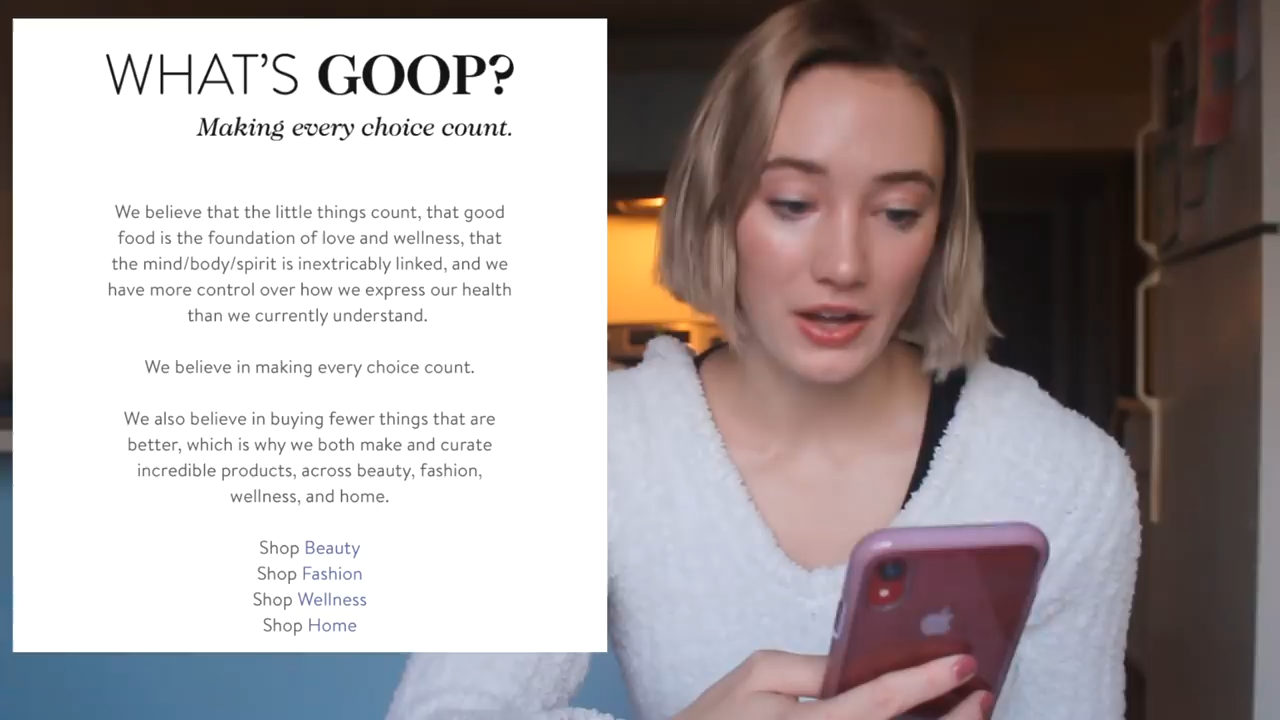 WHAT'S GOOP?
Making every choice count.
We believe that the little things count, that good
food is the foundation of love and wellness, that
the mind/body/spirit is inextricably linked, and we
have more control over how we express our health
than we currently understand.
We believe in making every choice count.
We also believe in buying fewer things that are
better, which is why we both make and curate
incredible products, across beauty, fashion,
wellness, and home.
Shop Beauty
Shop Fashion
Shop Wellness
Shop Home